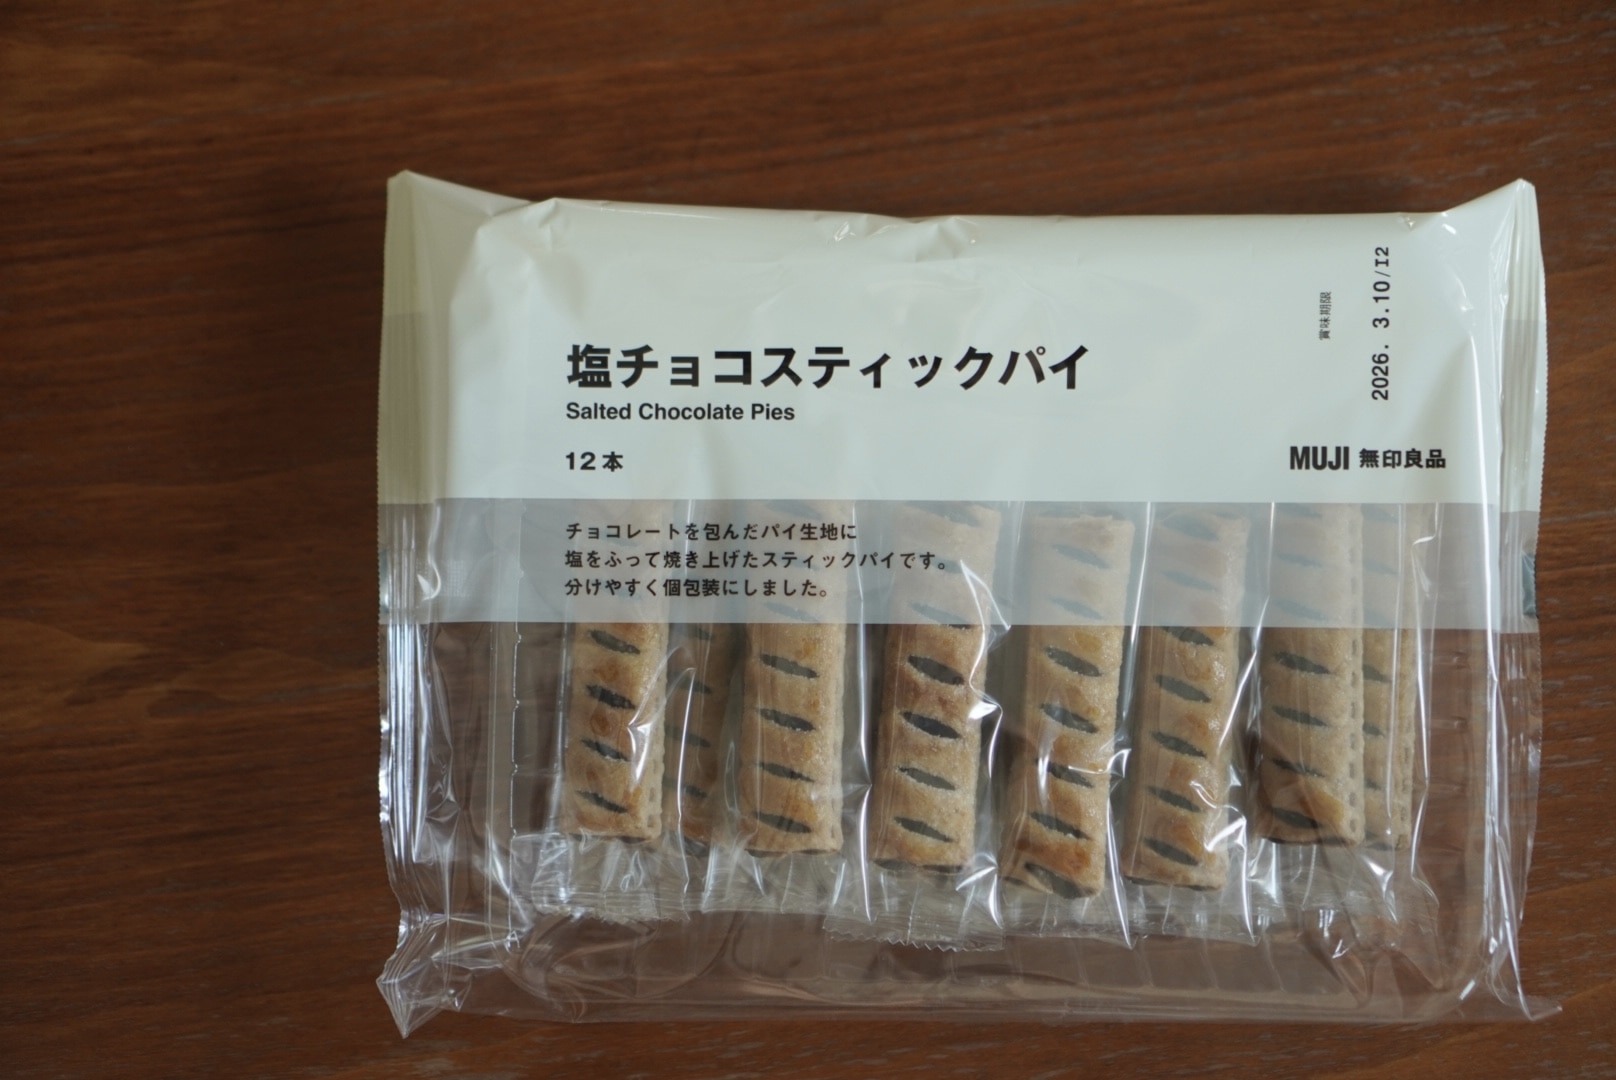 塩チョコスティックパイ
Salted Chocolate Pies
12本
賞味期限
2026. 3.10/I2
MUJI 無印良品
チョコレートを包んだパイ生地に
塩をふって焼き上げたスティックパイです。
分けやすく個包装にしました。